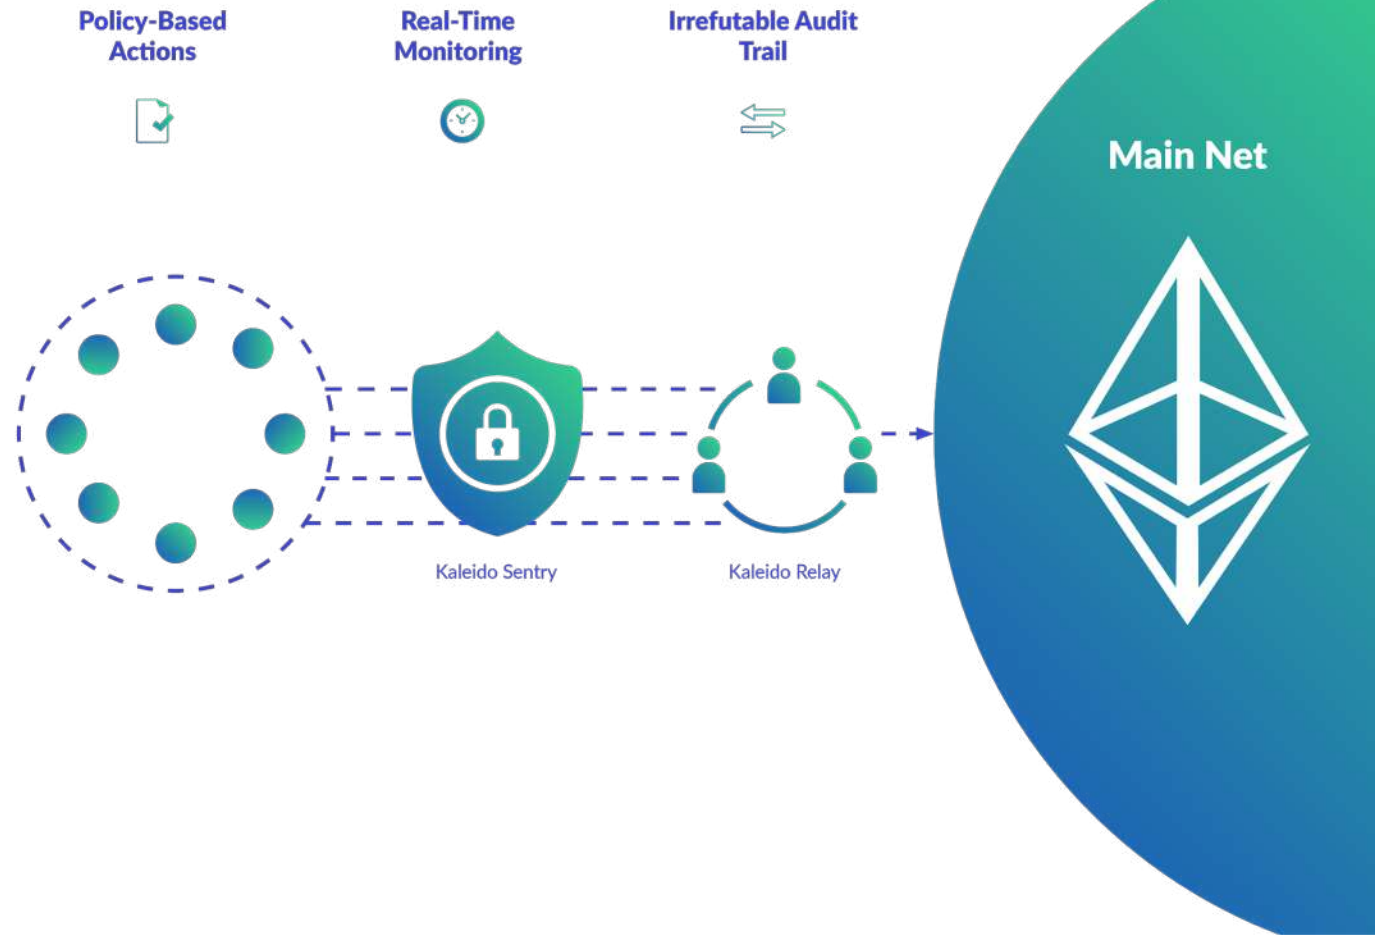 Policy-Based
Actions
Real-Time
Monitoring
Irrefutable Audit
Trail
Main Net
Kaleido Sentry
Kaleido Relay